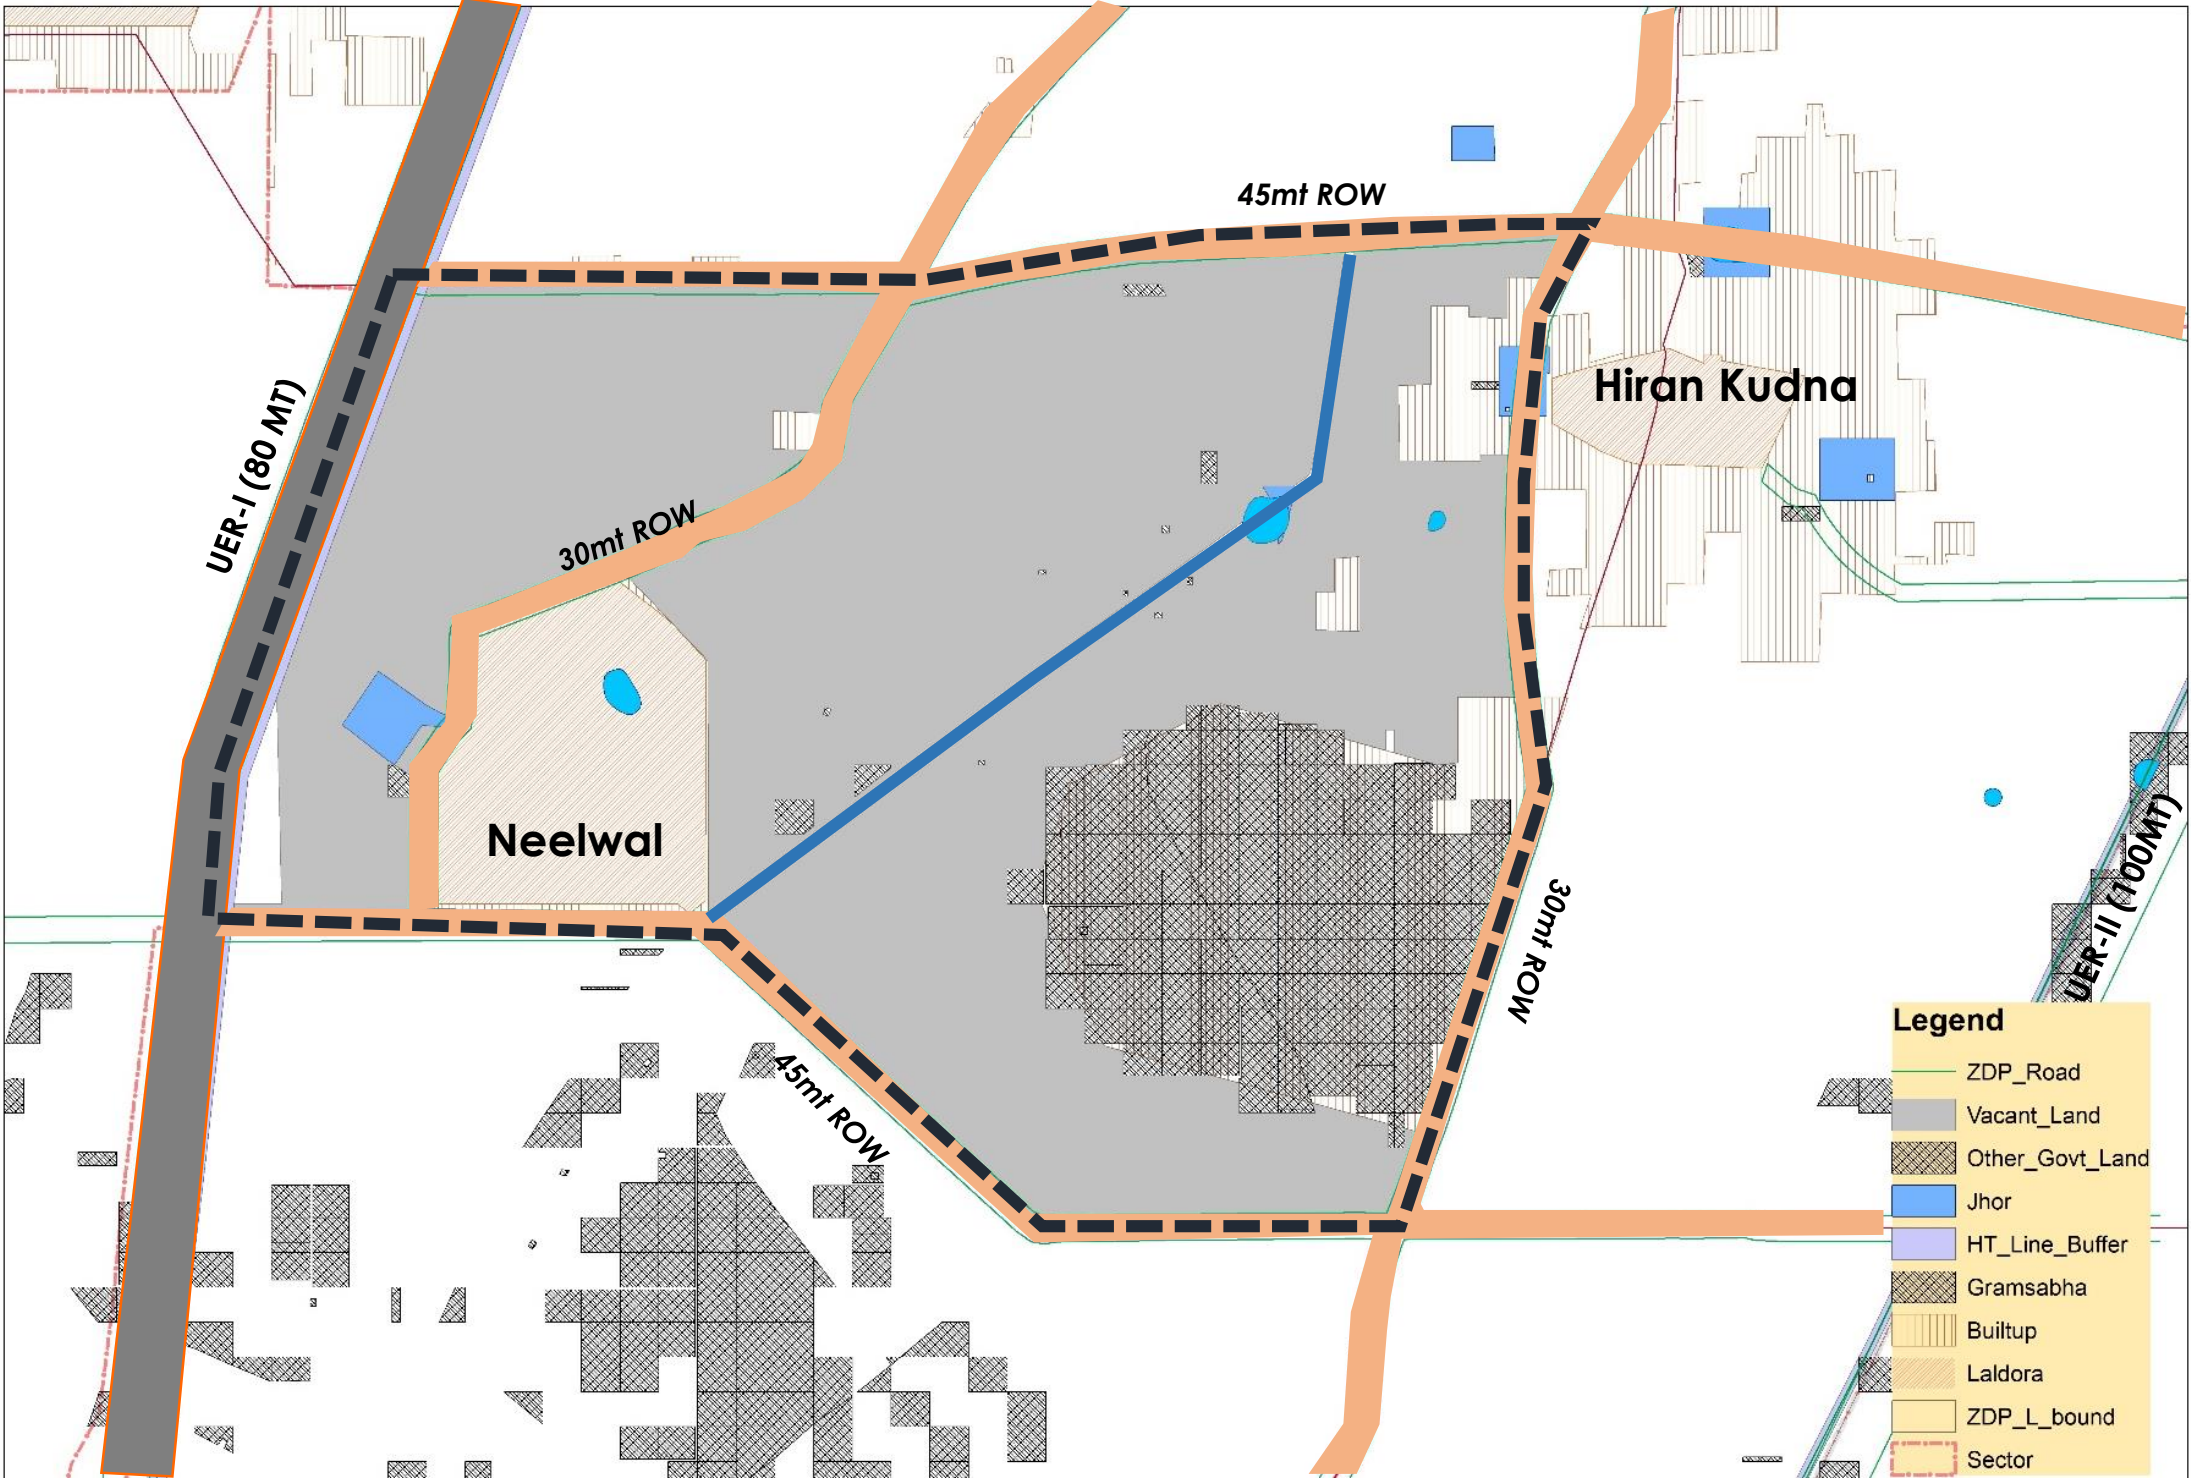 45mt ROW
Hiran Kudna
UER-I (80 MT)
30mt ROW
Neelwal
30mt ROW
UER-II (100MT)
45mt ROW
Legend
ZDP_Road
Vacant_Land
Other_Govt_Land
Jhor
HT_Line_Buffer
Gramsabha
Builtup
Laldora
ZDP_L_bound
Sector